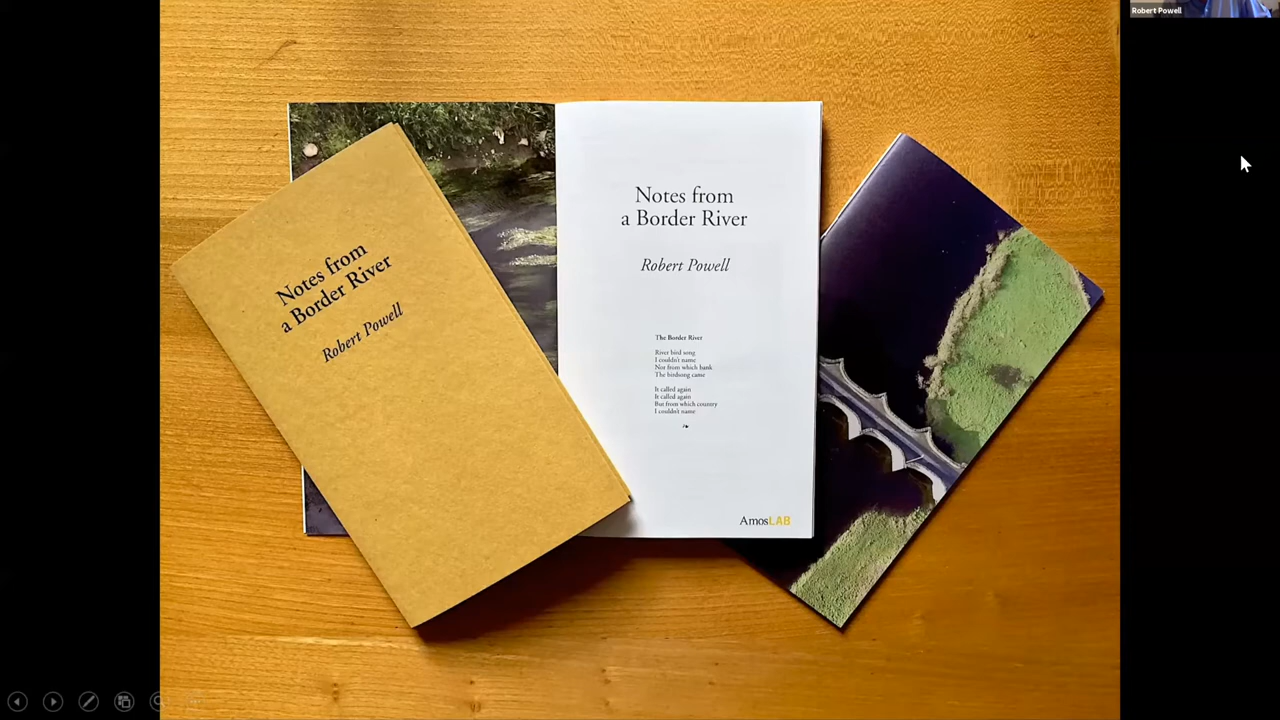 Robert Powell
Notes from
a Border River
Robert Powell
Notes from
a Border River
Robert Powell
The Border River
River bird song
I couldn't name
Nor from which bank
The birdsong came
It called again
It called again
But from which country
I couldn't name
AmosLAB